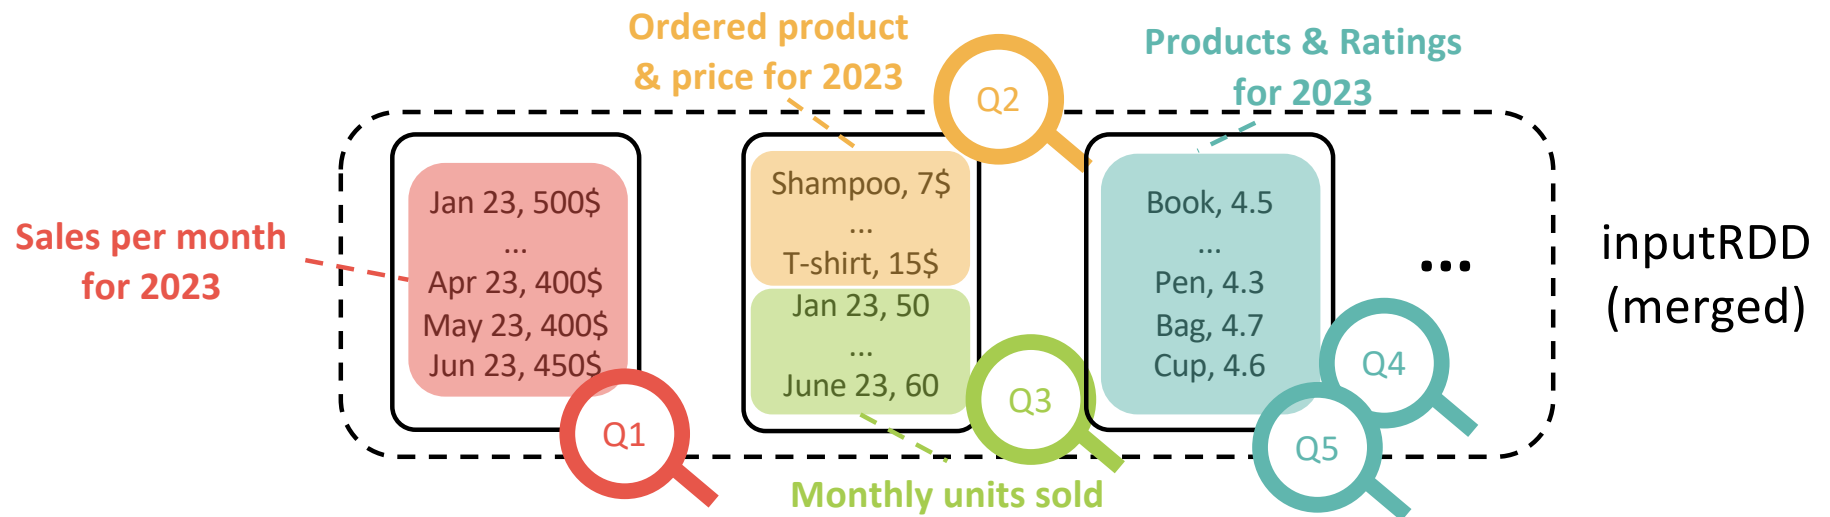 Ordered product
& price for 2023
Products & Ratings
for 2023
Q2
Sales per month
for 2023
Jan 23, 500$
...
Apr 23, 400$
May 23, 400$
Jun 23, 450$
Q1
Shampoo, 7$
...
T-shirt, 15$
Jan 23, 50
...
June 23, 60
Q3
Monthly units sold
Book, 4.5
...
Pen, 4.3
Bag, 4.7
Cup, 4.6
Q4
Q5
...
inputRDD
(merged)